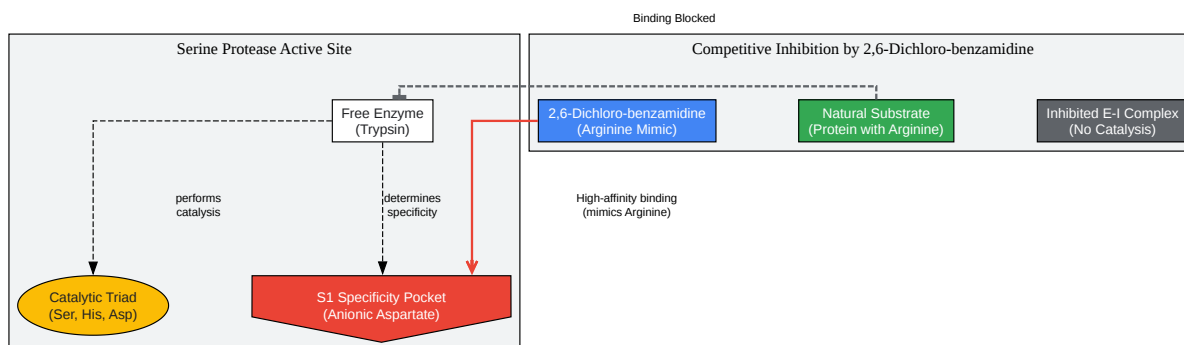 Binding Blocked
Serine Protease Active Site
Competitive Inhibition by 2,6-Dichloro-benzamidine
Free Enzyme
(Trypsin)
2,6-Dichloro-benzamidine
(Arginine Mimic)
Natural Substrate
(Protein with Arginine)
Inhibited E-I Complex
(No Catalysis)
performs
catalysis
determines
specificity
High-affinity binding
(mimics Arginine)
Catalytic Triad
(Ser, His, Asp)
S1 Specificity Pocket
(Anionic Aspartate)